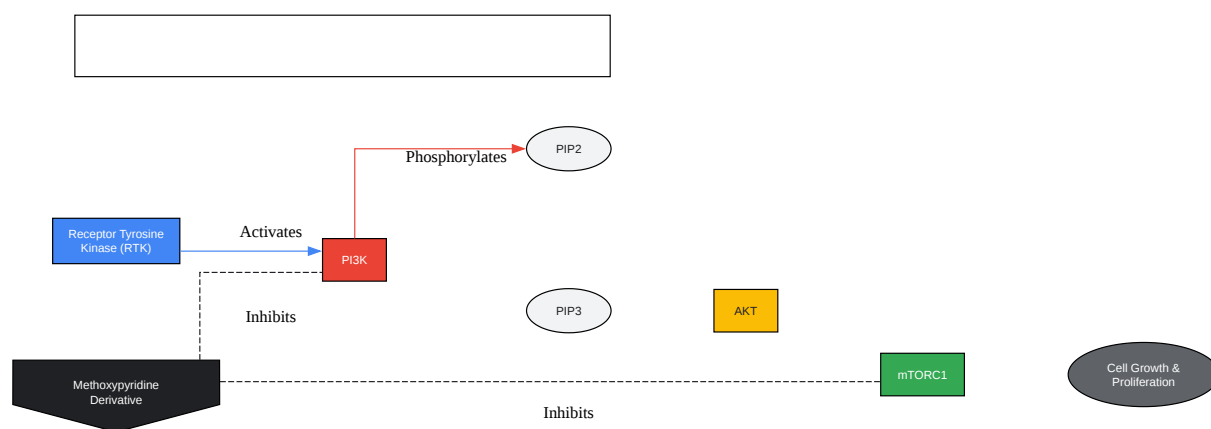 PIP2
Phosphorylates
Receptor Tyrosine
Kinase (RTK)
Activates
PI3K
Inhibits
PIP3
AKT
Methoxypyridine
Derivative
mTORC1
Cell Growth &
Proliferation
Inhibits